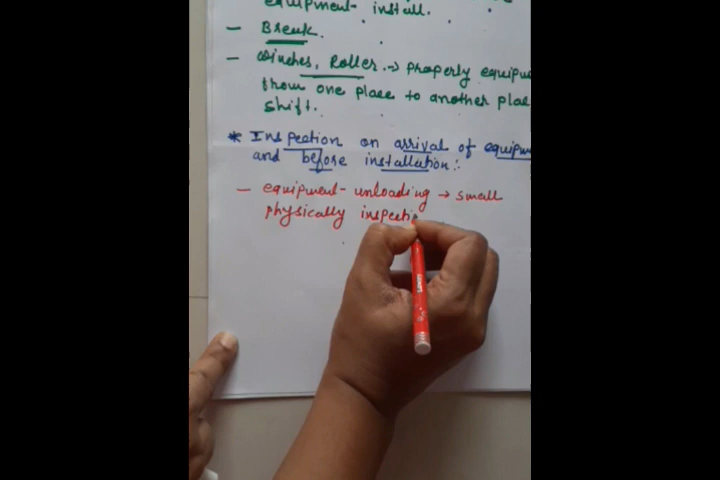 equipment- install.
- Break.
- winches, Roller → properly equipm
from one place to another plac
shift.
* Inspection on arrival of equipm
and before installation:-
- equipment- unloading → small
physically inspecti